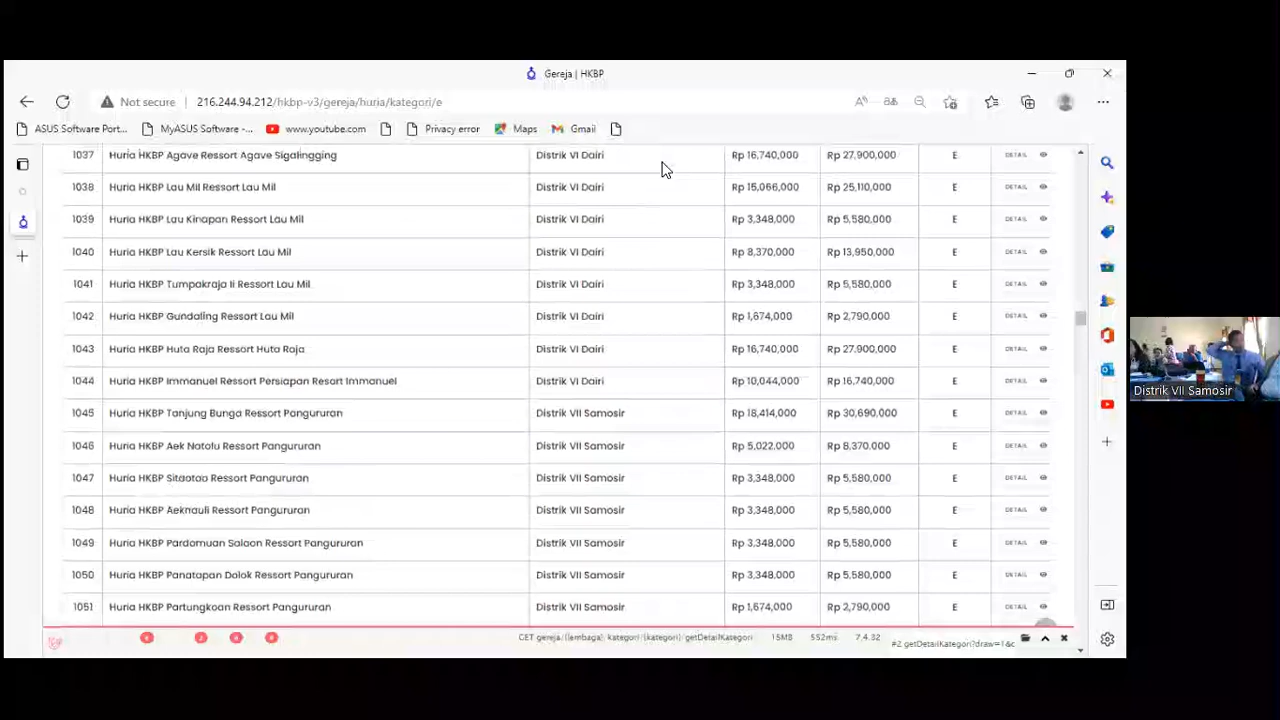 Gereja | HKBP
Not secure 216.244.94.212/hkbp-v3/gereja/huria/kategori/e
ASUS Software Port... MyASUS Software -... www.youtube.com Privacy error Maps Gmail
1037 Huria HKBP Agave Ressort Agave Sigalingging Distrik VI Dairi Rp 16,740,000 Rp 27,900,000 E DETAIL
1038 Huria HKBP Lau Mil Ressort Lau Mil Distrik VI Dairi Rp 15,066,000 Rp 25,110,000 E DETAIL
1039 Huria HKBP Lau Kinapan Ressort Lau Mil Distrik VI Dairi Rp 3,348,000 Rp 5,580,000 E DETAIL
1040 Huria HKBP Lau Kersik Ressort Lau Mil Distrik VI Dairi Rp 8,370,000 Rp 13,950,000 E DETAIL
1041 Huria HKBP Tumpakraja Ii Ressort Lau Mil Distrik VI Dairi Rp 3,348,000 Rp 5,580,000 E DETAIL
1042 Huria HKBP Gundaling Ressort Lau Mil Distrik VI Dairi Rp 1,674,000 Rp 2,790,000 E DETAIL
1043 Huria HKBP Huta Raja Ressort Huta Raja Distrik VI Dairi Rp 16,740,000 Rp 27,900,000 E DETAIL
1044 Huria HKBP Immanuel Ressort Persiapan Resort Immanuel Distrik VI Dairi Rp 10,044,000 Rp 16,740,000 E DETAIL
1045 Huria HKBP Tanjung Bunga Ressort Pangururan Distrik VII Samosir Rp 18,414,000 Rp 30,690,000 E DETAIL
1046 Huria HKBP Aek Natolu Ressort Pangururan Distrik VII Samosir Rp 5,022,000 Rp 8,370,000 E DETAIL
1047 Huria HKBP Sitaotao Ressort Pangururan Distrik VII Samosir Rp 3,348,000 Rp 5,580,000 E DETAIL
1048 Huria HKBP Aeknauli Ressort Pangururan Distrik VII Samosir Rp 3,348,000 Rp 5,580,000 E DETAIL
1049 Huria HKBP Pardomuan Salaon Ressort Pangururan Distrik VII Samosir Rp 3,348,000 Rp 5,580,000 E DETAIL
1050 Huria HKBP Panatapan Dolok Ressort Pangururan Distrik VII Samosir Rp 3,348,000 Rp 5,580,000 E DETAIL
1051 Huria HKBP Partungkoan Ressort Pangururan Distrik VII Samosir Rp 1,674,000 Rp 2,790,000 E DETAIL
GET gereja/{lembaga}/kategori/{kategori}/getDetailKategori 15MB 552ms 7.4.32 #2 getDetailKategori?draw=1&c
Distrik VII Samosir